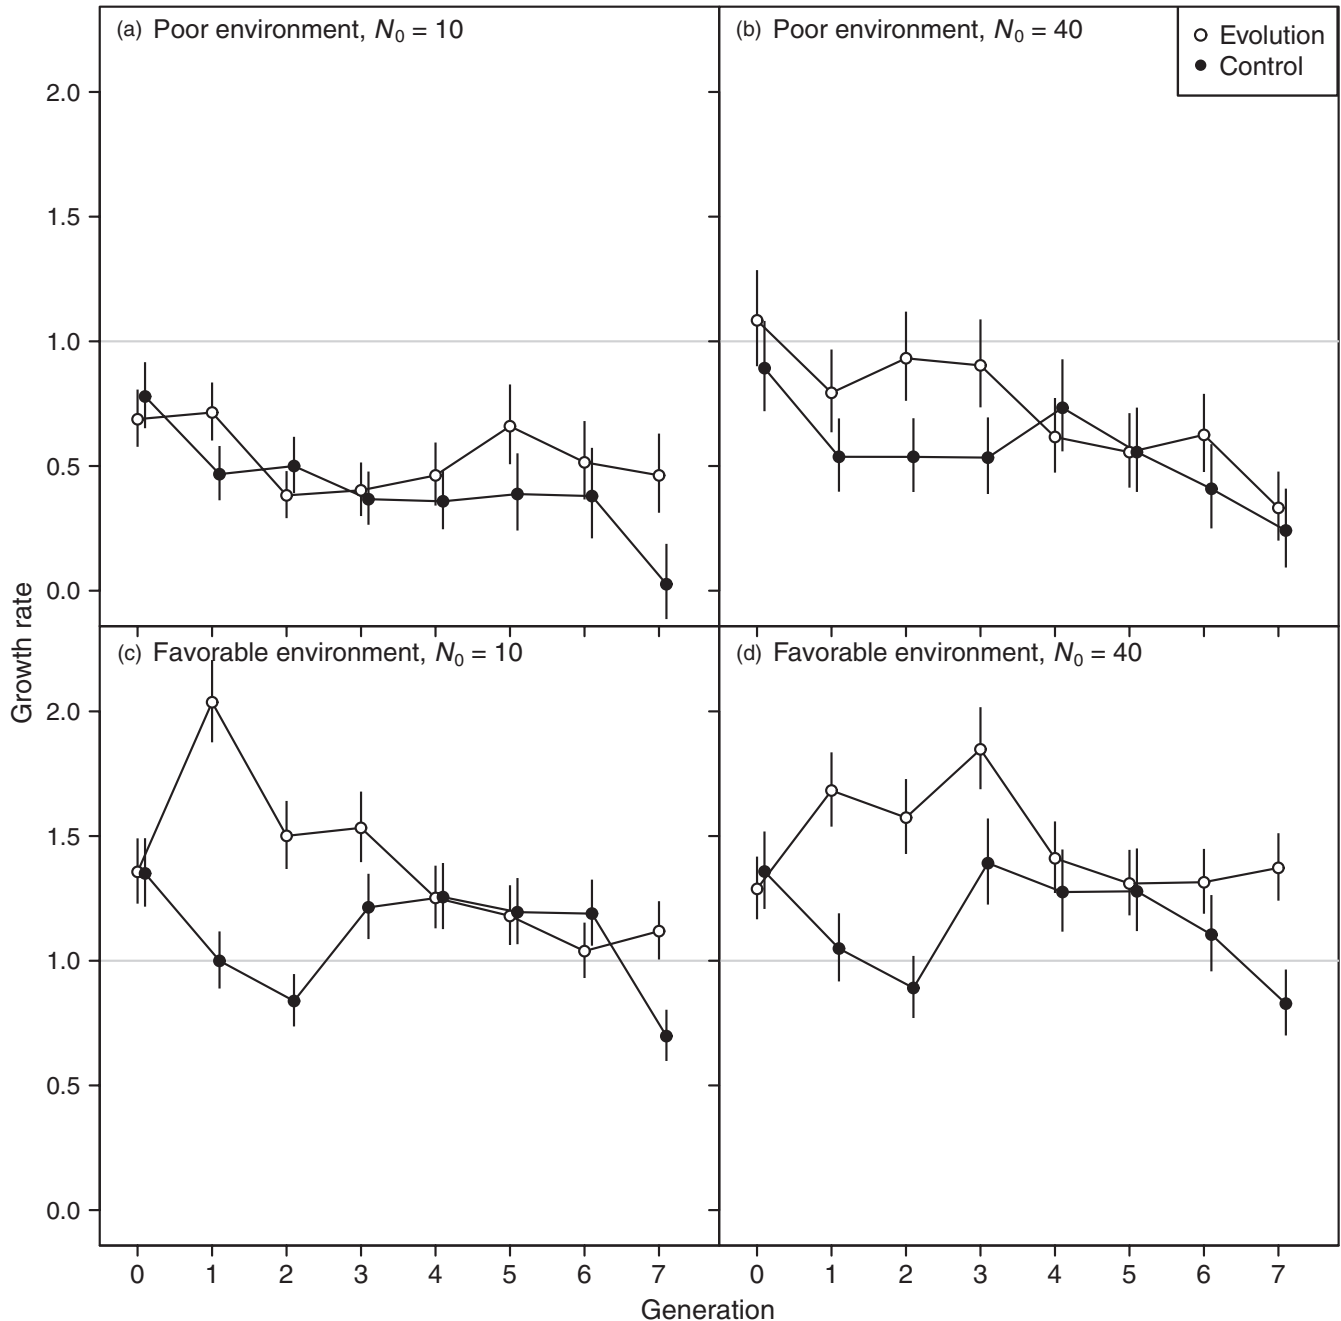 (a) Poor environment, N0 = 10
(b) Poor environment, N0 = 40
Evolution
Control
2.0
1.5
1.0
0.5
0.0
Growth rate
(c) Favorable environment, N0 = 10
(d) Favorable environment, N0 = 40
2.0
1.5
1.0
0.5
0.0
0 1 2 3 4 5 6 7
0 1 2 3 4 5 6 7
Generation